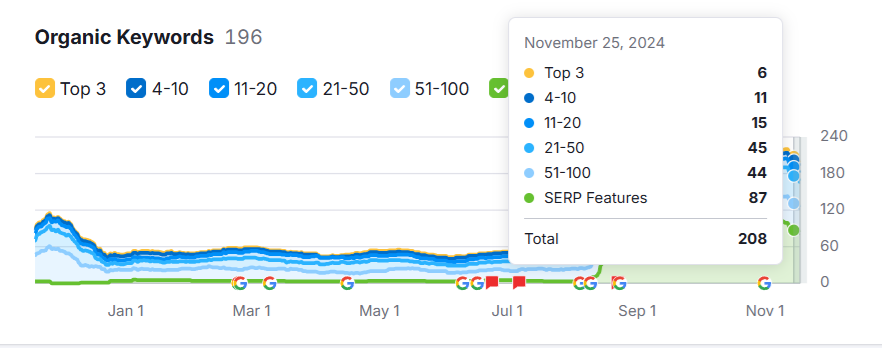 Organic Keywords 196
Top 3 4-10 11-20 21-50 51-100
November 25, 2024
Top 3 6
4-10 11
11-20 15
21-50 45
51-100 44
SERP Features 87
Total 208
240
180
120
60
0
Jan 1 Mar 1 May 1 Jul 1 Sep 1 Nov 1